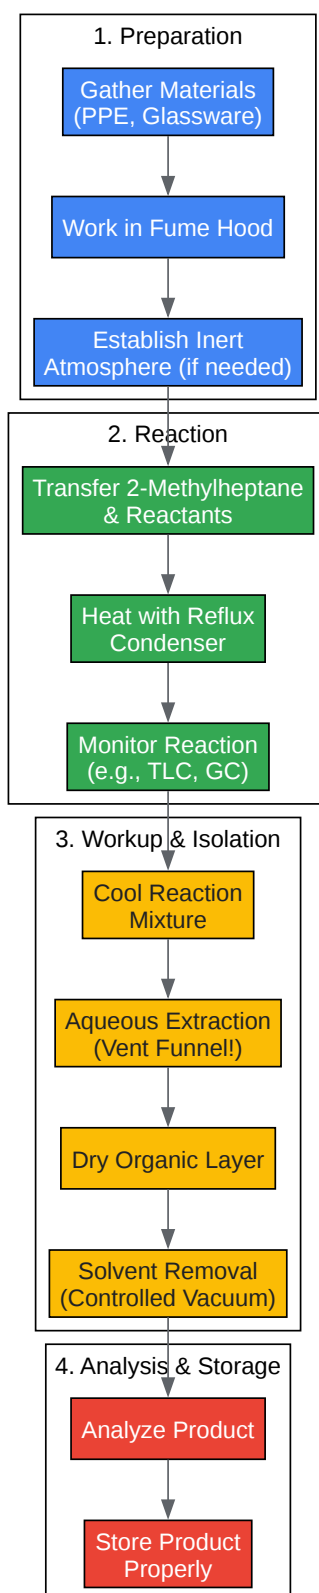 1. Preparation
Gather Materials
(PPE, Glassware)
Work in Fume Hood
Establish Inert
Atmosphere (if needed)
2. Reaction
Transfer 2-Methylheptane
& Reactants
Heat with Reflux
Condenser
Monitor Reaction
(e.g., TLC, GC)
3. Workup & Isolation
Cool Reaction
Mixture
Aqueous Extraction
(Vent Funnel!)
Dry Organic Layer
Solvent Removal
(Controlled Vacuum)
4. Analysis & Storage
Analyze Product
Store Product
Properly